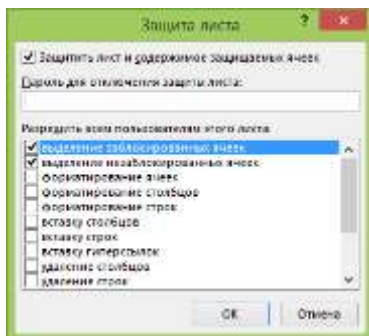 Защита листа
?
Защитить лист и содержимое защищаемых ячеек
Пароль для отключения защиты листа:
Разрешить всем пользователям этого листа
выделение заблокированных ячеек
выделение незаблокированных ячеек
форматирование ячеек
форматирование столбцов
форматирование строк
вставку столбцов
вставку строк
вставку гиперссылок
удаление столбцов
удаление строк
ОК
Отмена